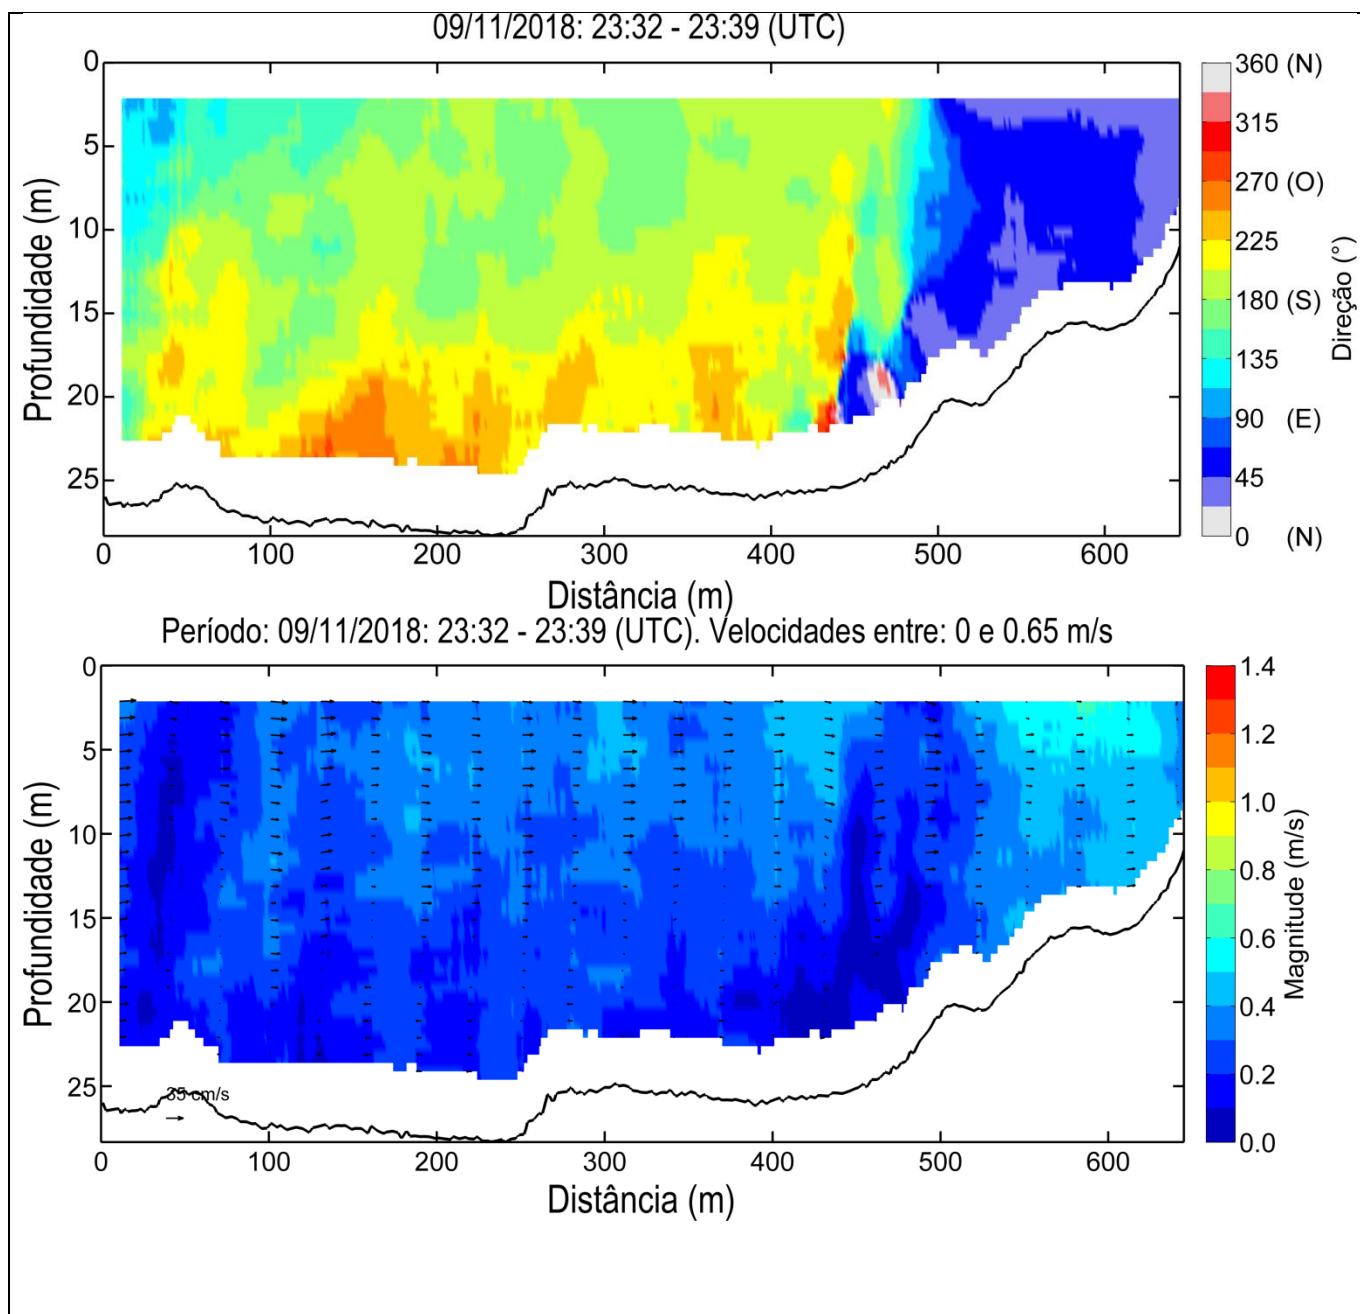 09/11/2018: 23:32 - 23:39 (UTC)
0
5
10
15
20
25
Profundidade (m)
0 100 200 300 400 500 600
Distância (m)
360 (N)
315
270 (O)
225
180 (S)
135
90 (E)
45
0 (N)
Direção (°)
Período: 09/11/2018: 23:32 - 23:39 (UTC). Velocidades entre: 0 e 0.65 m/s
0
5
10
15
20
25
Profundidade (m)
35 cm/s
0 100 200 300 400 500 600
Distância (m)
1.4
1.2
1.0
0.8
0.6
0.4
0.2
0.0
Magnitude (m/s)